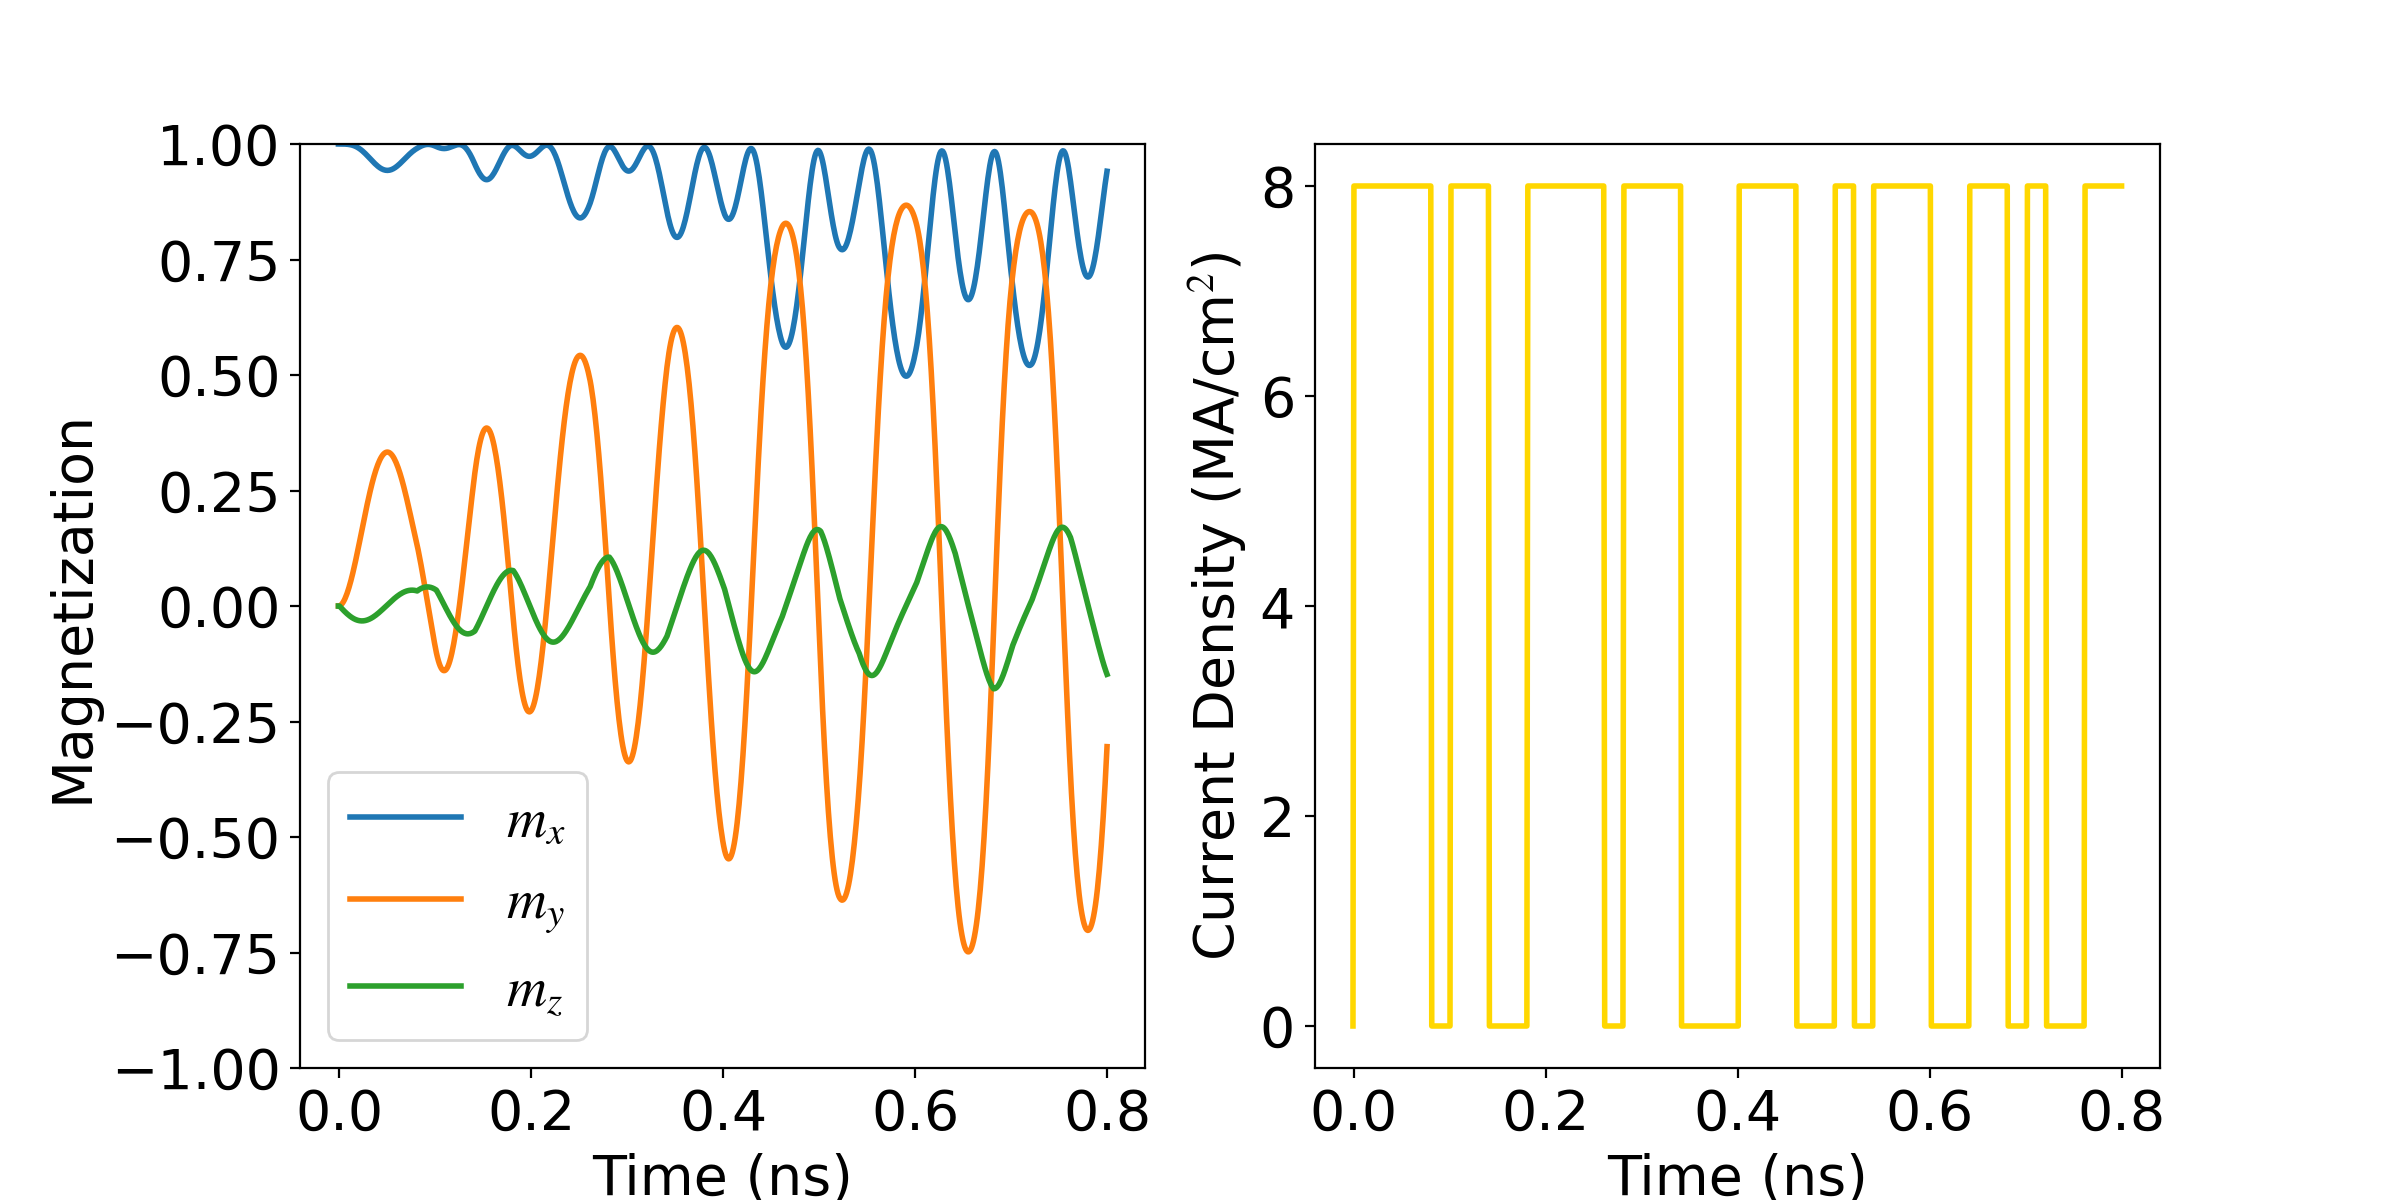 1.00
0.75
0.50
0.25
0.00
−0.25
−0.50
−0.75
−1.00
Magnetization
m_x
m_y
m_z
0.0 0.2 0.4 0.6 0.8
Time (ns)
8
6
4
2
0
Current Density (MA/cm²)
0.0 0.2 0.4 0.6 0.8
Time (ns)